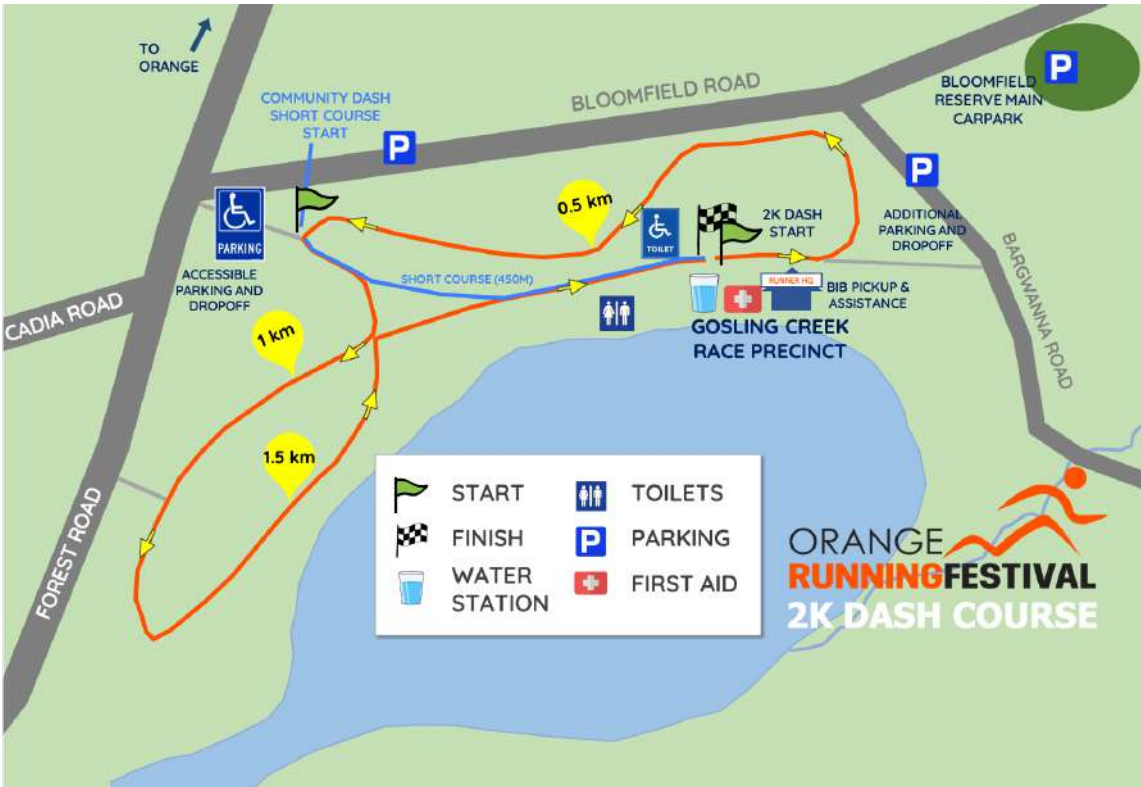 TO
ORANGE
COMMUNITY DASH
SHORT COURSE
START
BLOOMFIELD ROAD
P
BLOOMFIELD
RESERVE MAIN
CARPARK
P
P
PARKING
ACCESSIBLE
PARKING AND
DROPOFF
0.5 km
TOILET
2K DASH
START
ADDITIONAL
PARKING AND
DROPOFF
SHORT COURSE (450M)
RUNNER HQ
BIB PICKUP &
ASSISTANCE
BARGWANNA ROAD
CADIA ROAD
GOSLING CREEK
RACE PRECINCT
1 km
1.5 km
FOREST ROAD
START
TOILETS
FINISH
P
PARKING
WATER
STATION
FIRST AID
ORANGE
RUNNINGFESTIVAL
2K DASH COURSE